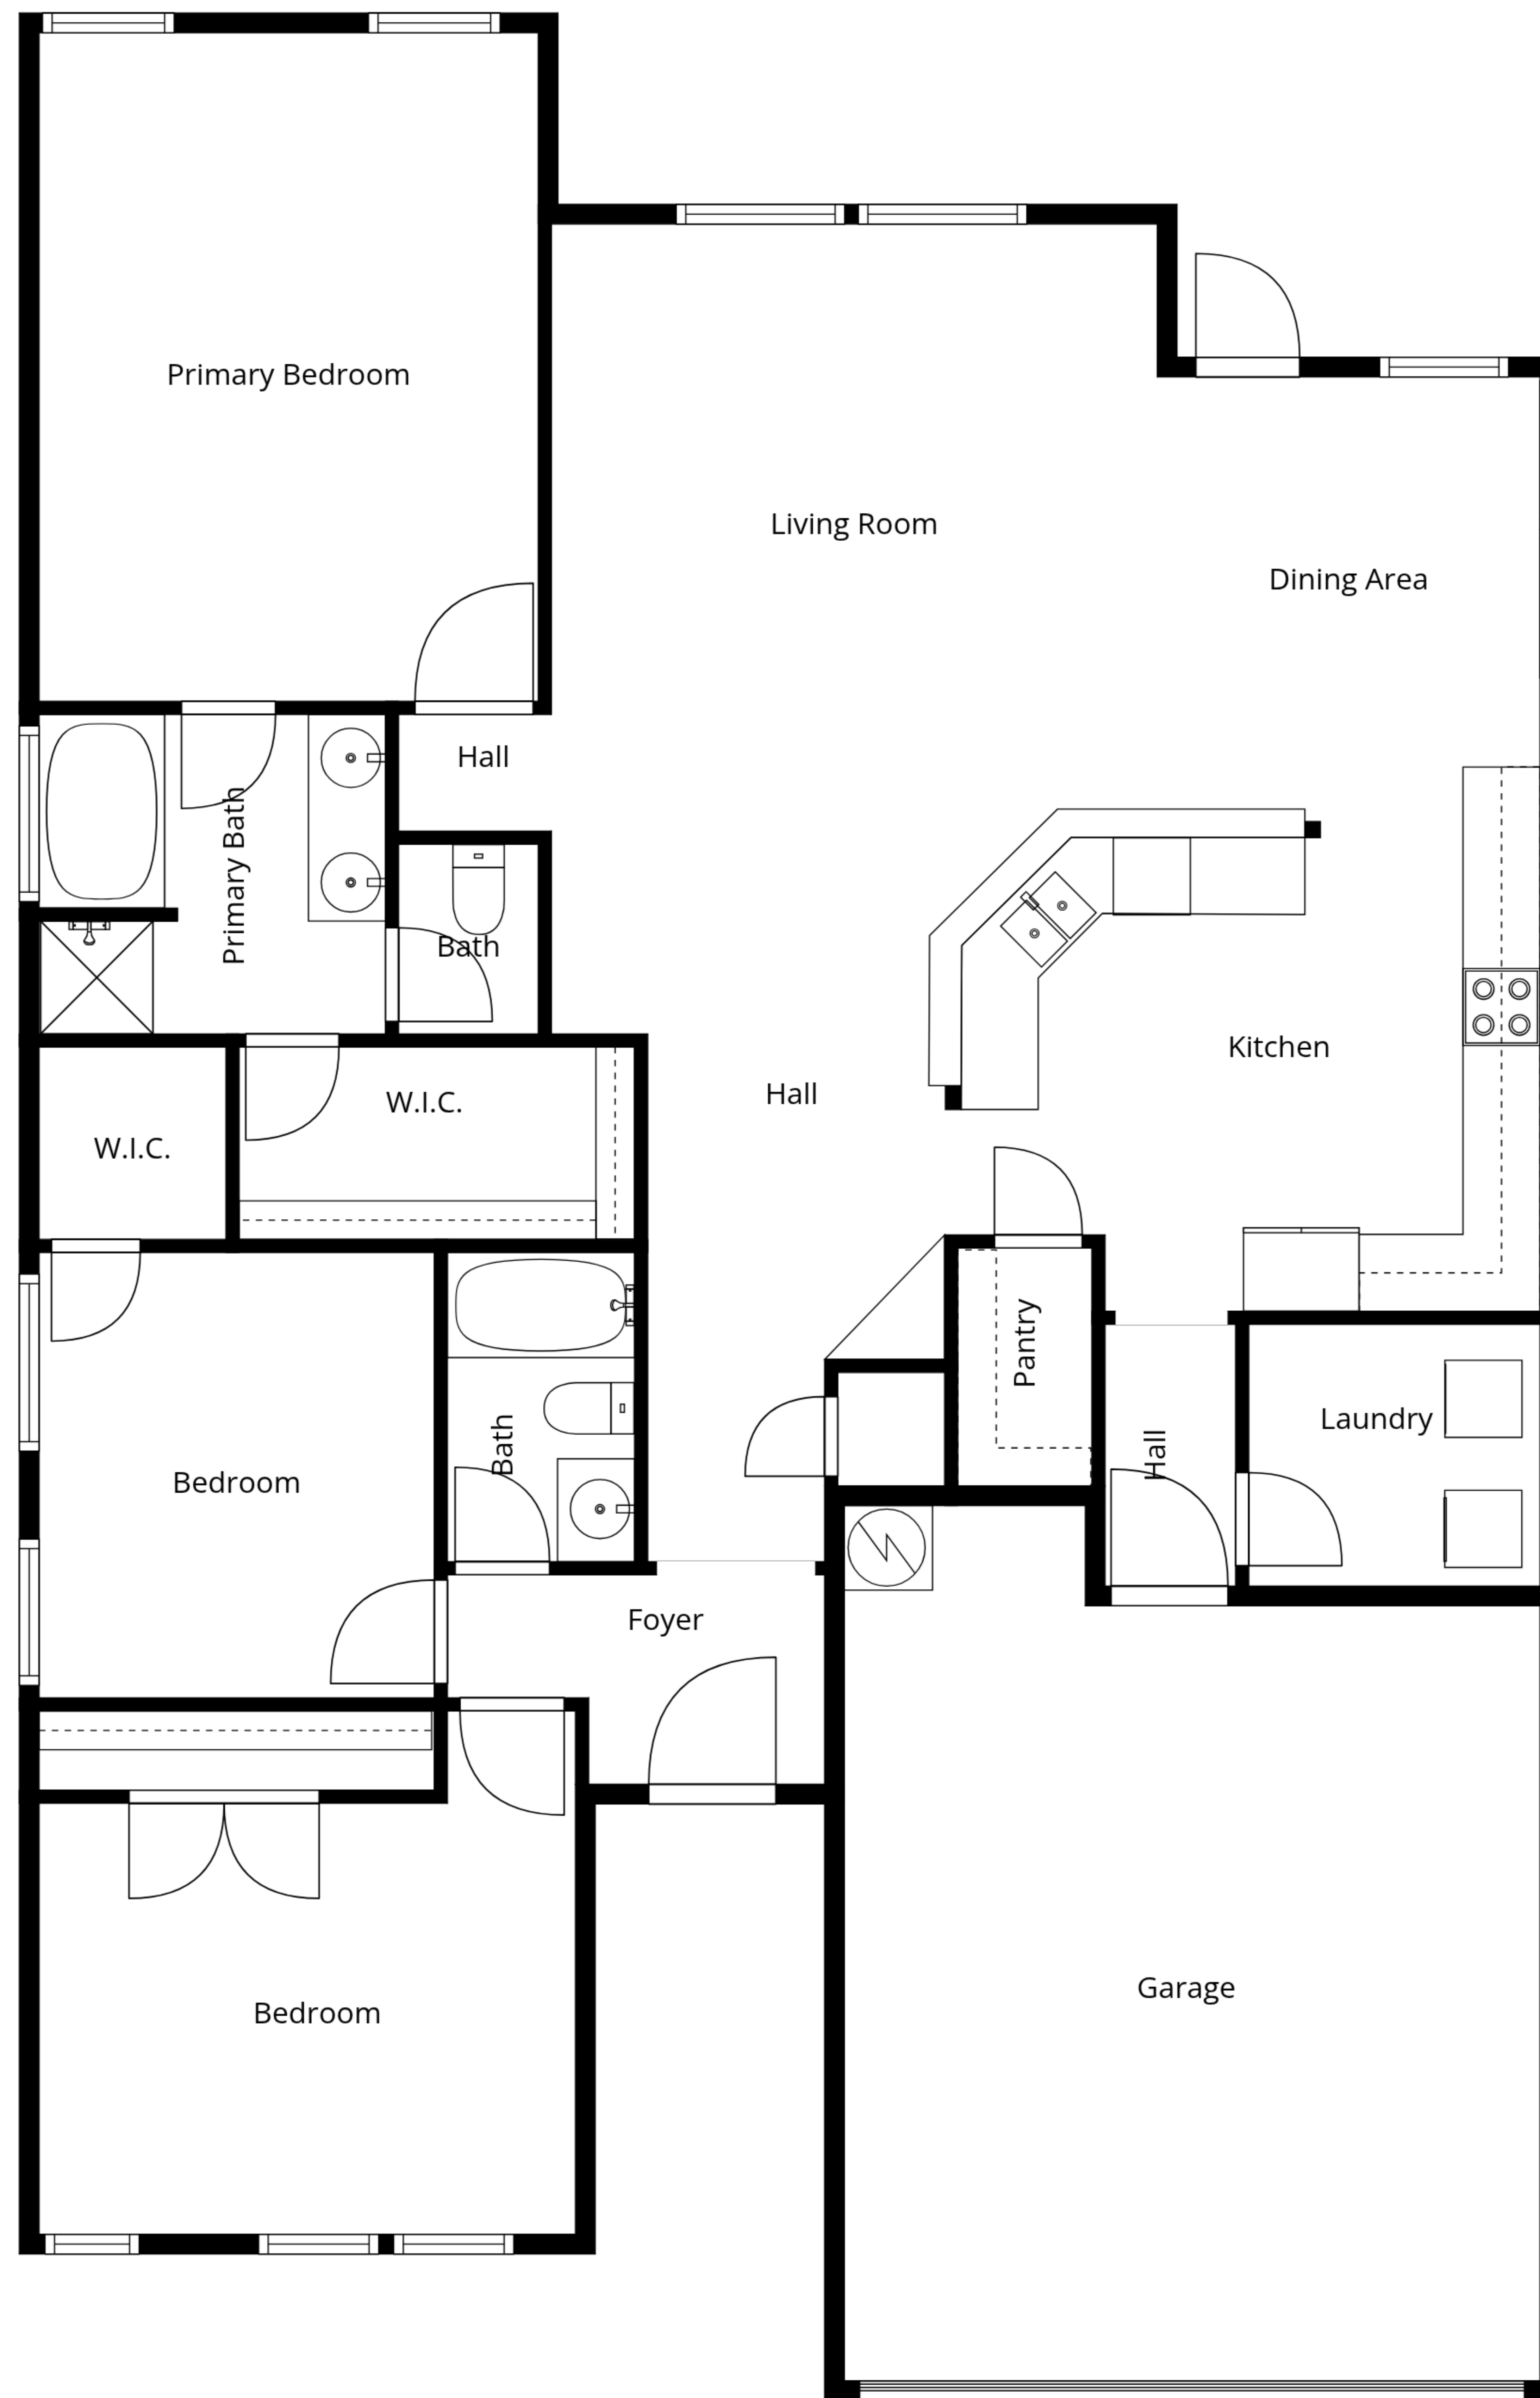 Primary Bedroom
Living Room
Dining Area
Hall
Primary Bath
Bath
Kitchen
Hall
W.I.C.
W.I.C.
Pantry
Laundry
Hall
Bath
Bedroom
Foyer
Garage
Bedroom